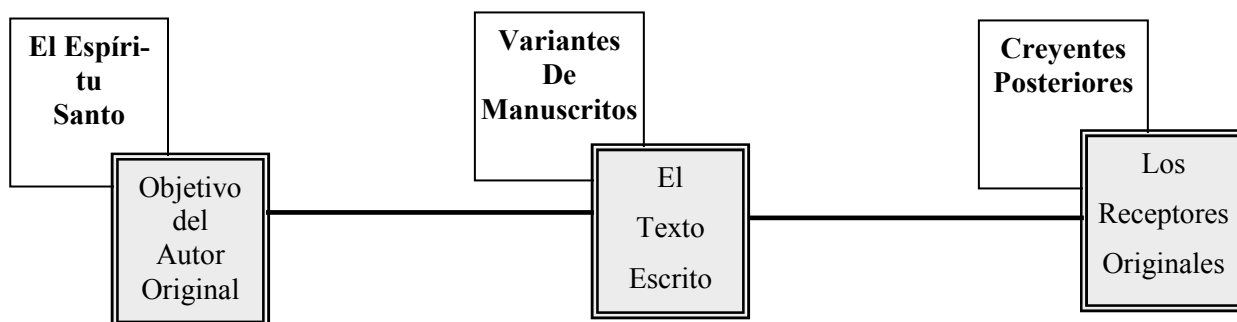 El Espíri-
tu
Santo
Objetivo
del
Autor
Original
Variantes
De
Manuscritos
El
Texto
Escrito
Creyentes
Posteriores
Los
Receptores
Originales